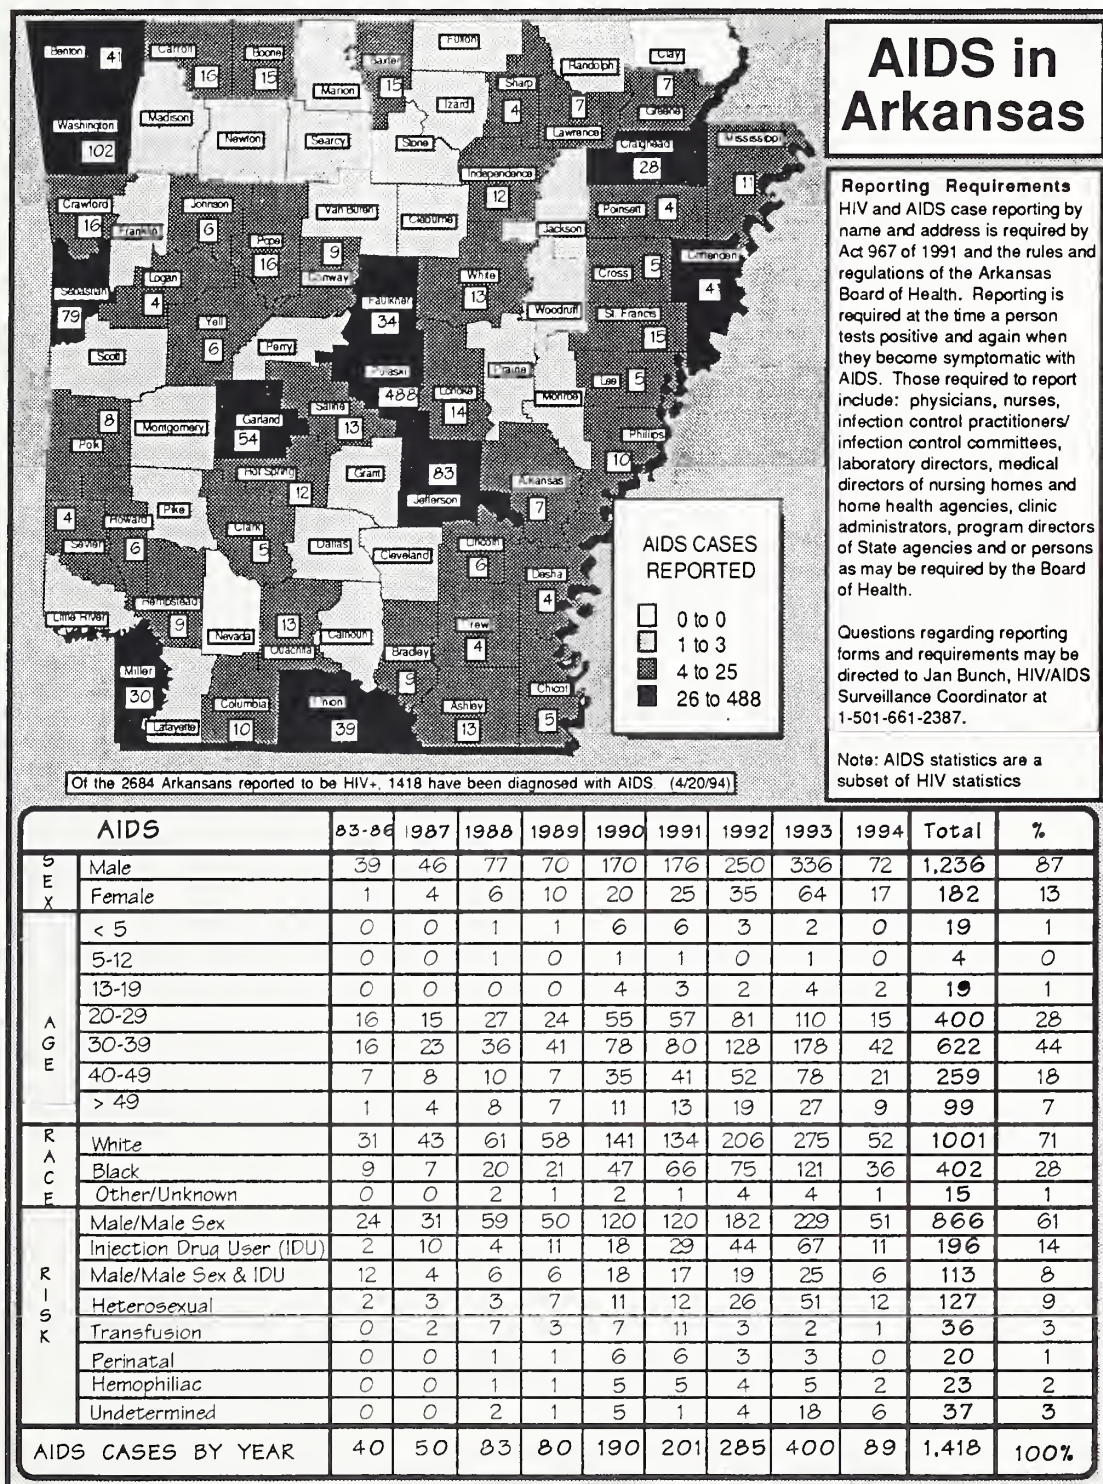 AIDS in
Arkansas
Benton 41
Carroll 16
Boone 15
Marion
Baxter 15
Fulton
Izard
Sharp 4
Randolph
Clay
7 Greene
7 Lawrence
Washington 102
Madison
Newton
Searcy
Stone
Independence 12
Craighead 28
Mississippi 11
Crawford 16
Franklin
Johnson 6
Pope 16
Van Buren
Cleburne
Jackson
Poinsett 4
Sebastian 79
Logan 4
Conway 9
Faulkner 34
White 13
Woodruff
Cross 5
Crittenden
St. Francis 15
Scott
Yell 6
Perry
Pulaski 488
Lonoke 14
Prairie
Monroe
Lee 5
Phillips 10
Polk 8
Montgomery
Garland 54
Saline 13
Hot Spring 12
Grant
Jefferson 83
Arkansas 7
Sevier 4
Howard 6
Pike
Clark 5
Dallas
Cleveland
Lincoln 6
Desha 4
Little River
Hempstead 9
Nevada
Ouachita 13
Calhoun
Bradley 9
Drew 4
Chicot 5
Miller 30
Lafayette
Columbia 10
Union 39
Ashley 13
AIDS CASES
REPORTED
0 to 0
1 to 3
4 to 25
26 to 488
Of the 2684 Arkansans reported to be HIV+, 1418 have been diagnosed with AIDS. (4/20/94)
Reporting Requirements
HIV and AIDS case reporting by
name and address is required by
Act 967 of 1991 and the rules and
regulations of the Arkansas
Board of Health. Reporting is
required at the time a person
tests positive and again when
they become symptomatic with
AIDS. Those required to report
include: physicians, nurses,
infection control practitioners/
infection control committees,
laboratory directors, medical
directors of nursing homes and
home health agencies, clinic
administrators, program directors
of State agencies and or persons
as may be required by the Board
of Health.
Questions regarding reporting
forms and requirements may be
directed to Jan Bunch, HIV/AIDS
Surveillance Coordinator at
1-501-661-2387.
Note: AIDS statistics are a
subset of HIV statistics
AIDS 83-86 1987 1988 1989 1990 1991 1992 1993 1994 Total %
SEX
Male 39 46 77 70 170 176 250 336 72 1,236 87
Female 1 4 6 10 20 25 35 64 17 182 13
AGE
< 5 0 0 1 1 6 6 3 2 0 19 1
5-12 0 0 1 0 1 1 0 1 0 4 0
13-19 0 0 0 0 4 3 2 4 2 1
20-29 16 15 27 24 55 57 81 110 15 400 28
30-39 16 23 36 41 78 80 128 178 42 622 44
40-49 7 8 10 7 35 41 52 78 21 259 18
> 49 1 4 8 7 11 13 19 27 9 99 7
RACE
White 31 43 61 58 141 134 206 275 52 1001 71
Black 9 7 20 21 47 66 75 121 36 402 28
Other/Unknown 0 0 2 1 2 1 4 4 1 15 1
RISK
Male/Male Sex 24 31 59 50 120 120 182 229 51 866 61
Injection Drug User (IDU) 2 10 4 11 18 29 44 67 11 196 14
Male/Male Sex & IDU 12 4 6 6 18 17 19 25 6 113 8
Heterosexual 2 3 3 7 11 12 26 51 12 127 9
Transfusion 0 2 7 3 7 11 3 2 1 36 3
Perinatal 0 0 1 1 6 6 3 3 0 20 1
Hemophiliac 0 0 1 1 5 5 4 5 2 23 2
Undetermined 0 0 2 1 5 1 4 18 6 37 3
AIDS CASES BY YEAR 40 50 83 80 190 201 285 400 89 1,418 100%